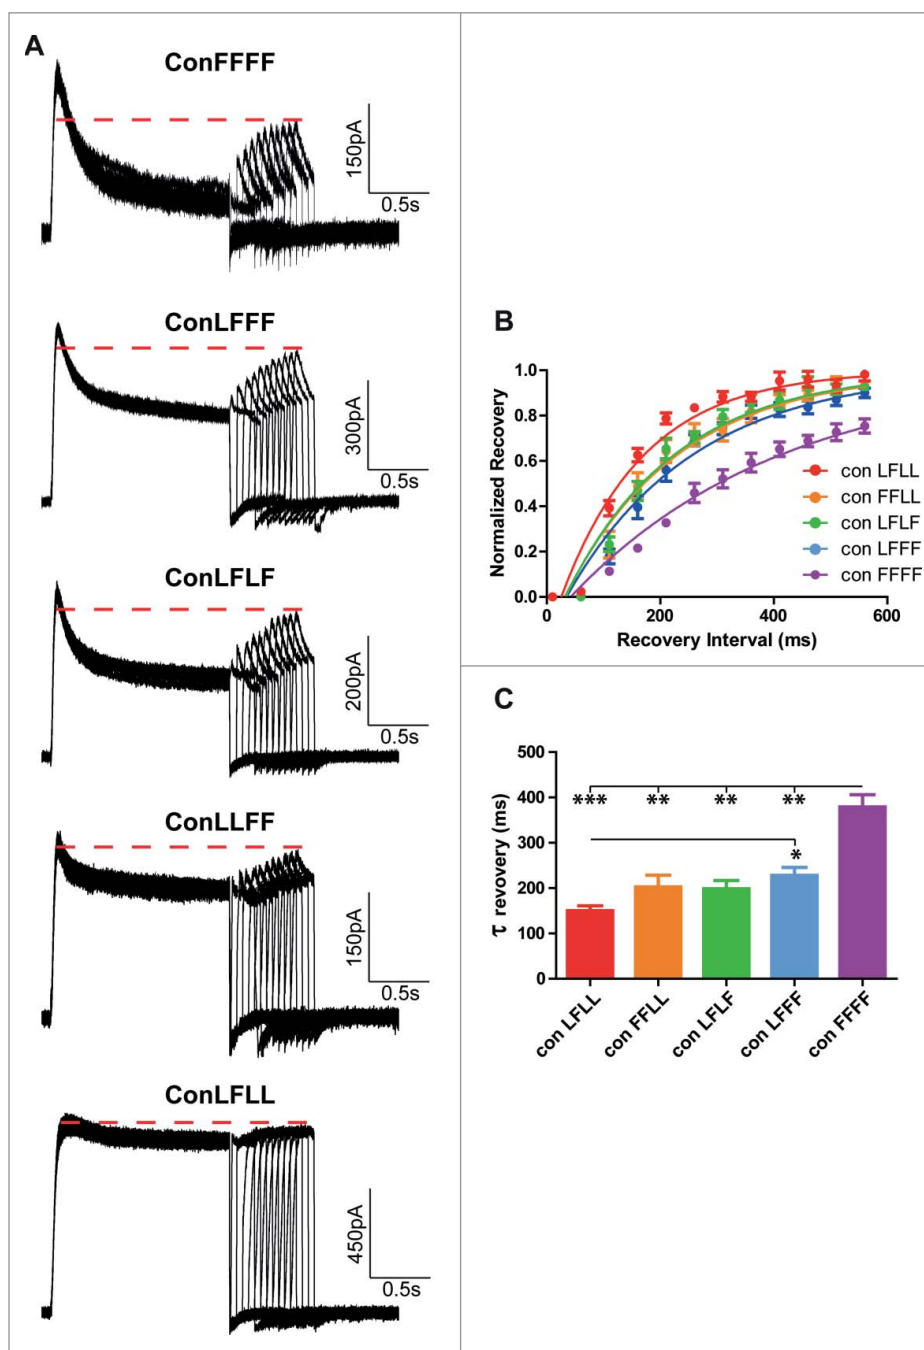 A
ConFFFF
150pA
0.5s
ConLFFF
300pA
0.5s
ConLFLF
200pA
0.5s
ConLLFF
150pA
0.5s
ConLFLL
450pA
0.5s
B
Normalized Recovery
1.0
0.8
0.6
0.4
0.2
0.0
0 200 400 600
Recovery Interval (ms)
con LFLL
con FFLL
con LFLF
con LFFF
con FFFF
C
τ revovery (ms)
500
400
300
200
100
0
*** ** ** **
*
con LFLL
con FFLL
con LFLF
con LFFF
con FFFF